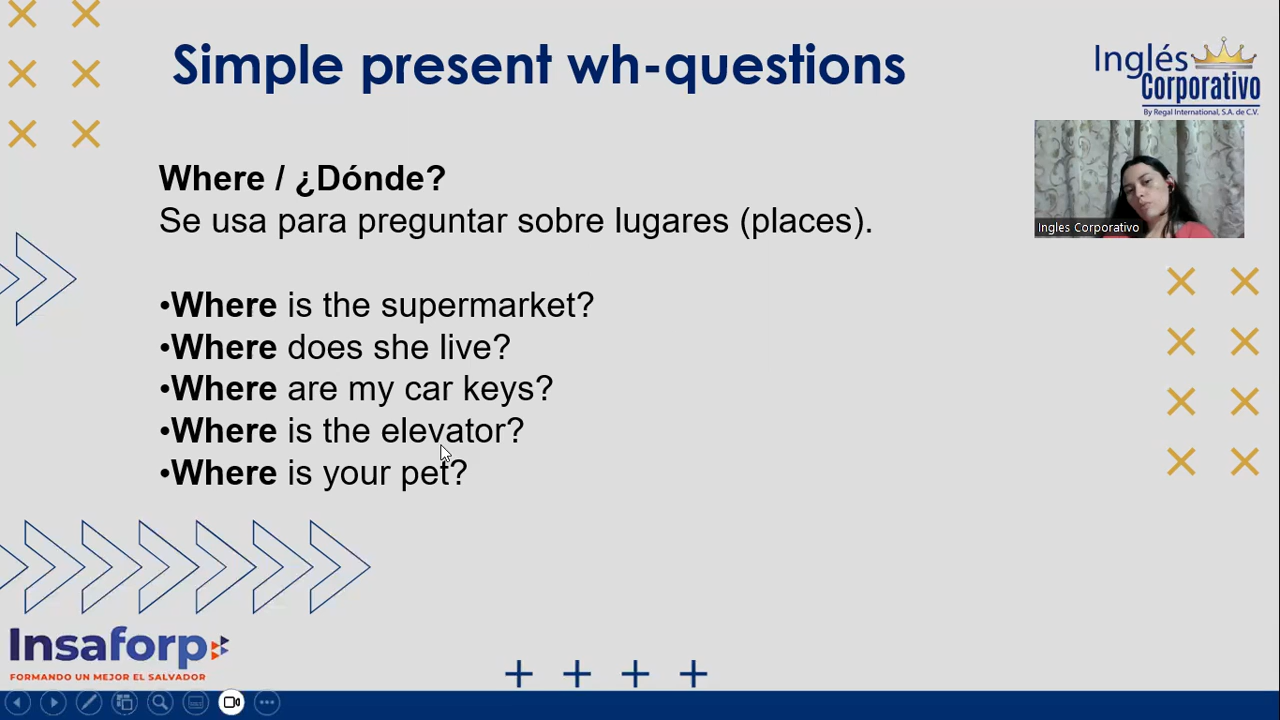 Simple present wh-questions
Inglés
Corporativo
By Regal International, S.A. de C.V.
Ingles Corporativo
Where / ¿Dónde?
Se usa para preguntar sobre lugares (places).
•Where is the supermarket?
•Where does she live?
•Where are my car keys?
•Where is the elevator?
•Where is your pet?
Insaforp
FORMANDO UN MEJOR EL SALVADOR